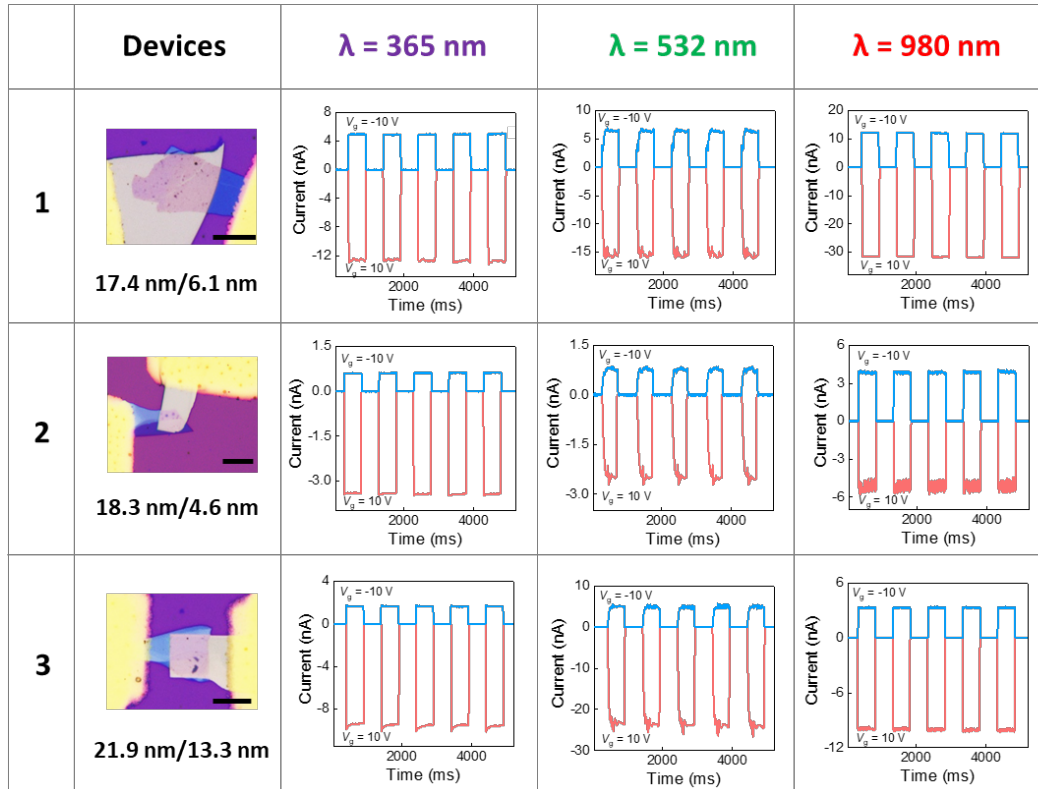 Devices
λ = 365 nm
λ = 532 nm
λ = 980 nm
1
17.4 nm/6.1 nm
8
4
0
-4
-8
-12
Current (nA)
Vg = -10 V
Vg = 10 V
2000
4000
Time (ms)
10
5
0
-5
-10
-15
Current (nA)
Vg = -10 V
Vg = 10 V
2000
4000
Time (ms)
20
10
0
-10
-20
-30
Current (nA)
Vg = -10 V
Vg = 10 V
2000
4000
Time (ms)
2
18.3 nm/4.6 nm
1.5
0.0
-1.5
-3.0
Current (nA)
Vg = -10 V
Vg = 10 V
2000
4000
Time (ms)
1.5
0.0
-1.5
-3.0
Current (nA)
Vg = -10 V
Vg = 10 V
2000
4000
Time (ms)
6
3
0
-3
-6
Current (nA)
Vg = -10 V
Vg = 10 V
2000
4000
Time (ms)
3
21.9 nm/13.3 nm
4
0
-4
-8
Current (nA)
Vg = -10 V
Vg = 10 V
2000
4000
Time (ms)
10
0
-10
-20
-30
Current (nA)
Vg = -10 V
Vg = 10 V
2000
4000
Time (ms)
6
0
-6
-12
Current (nA)
Vg = -10 V
Vg = 10 V
2000
4000
Time (ms)